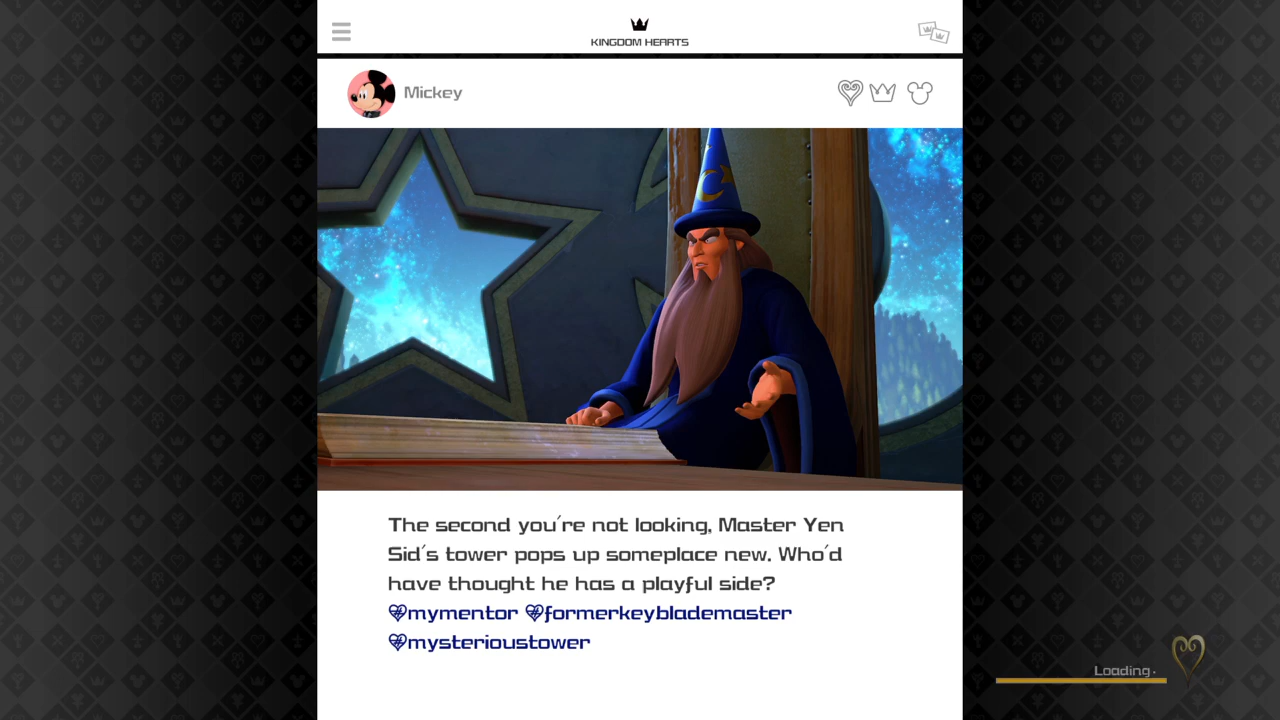 KINGDOM HEARTS
Mickey
The second you're not looking, Master Yen
Sid's tower pops up someplace new. Who'd
have thought he has a playful side?
#mymentor #formerkeyblademaster
#mysterioustower
Loading.